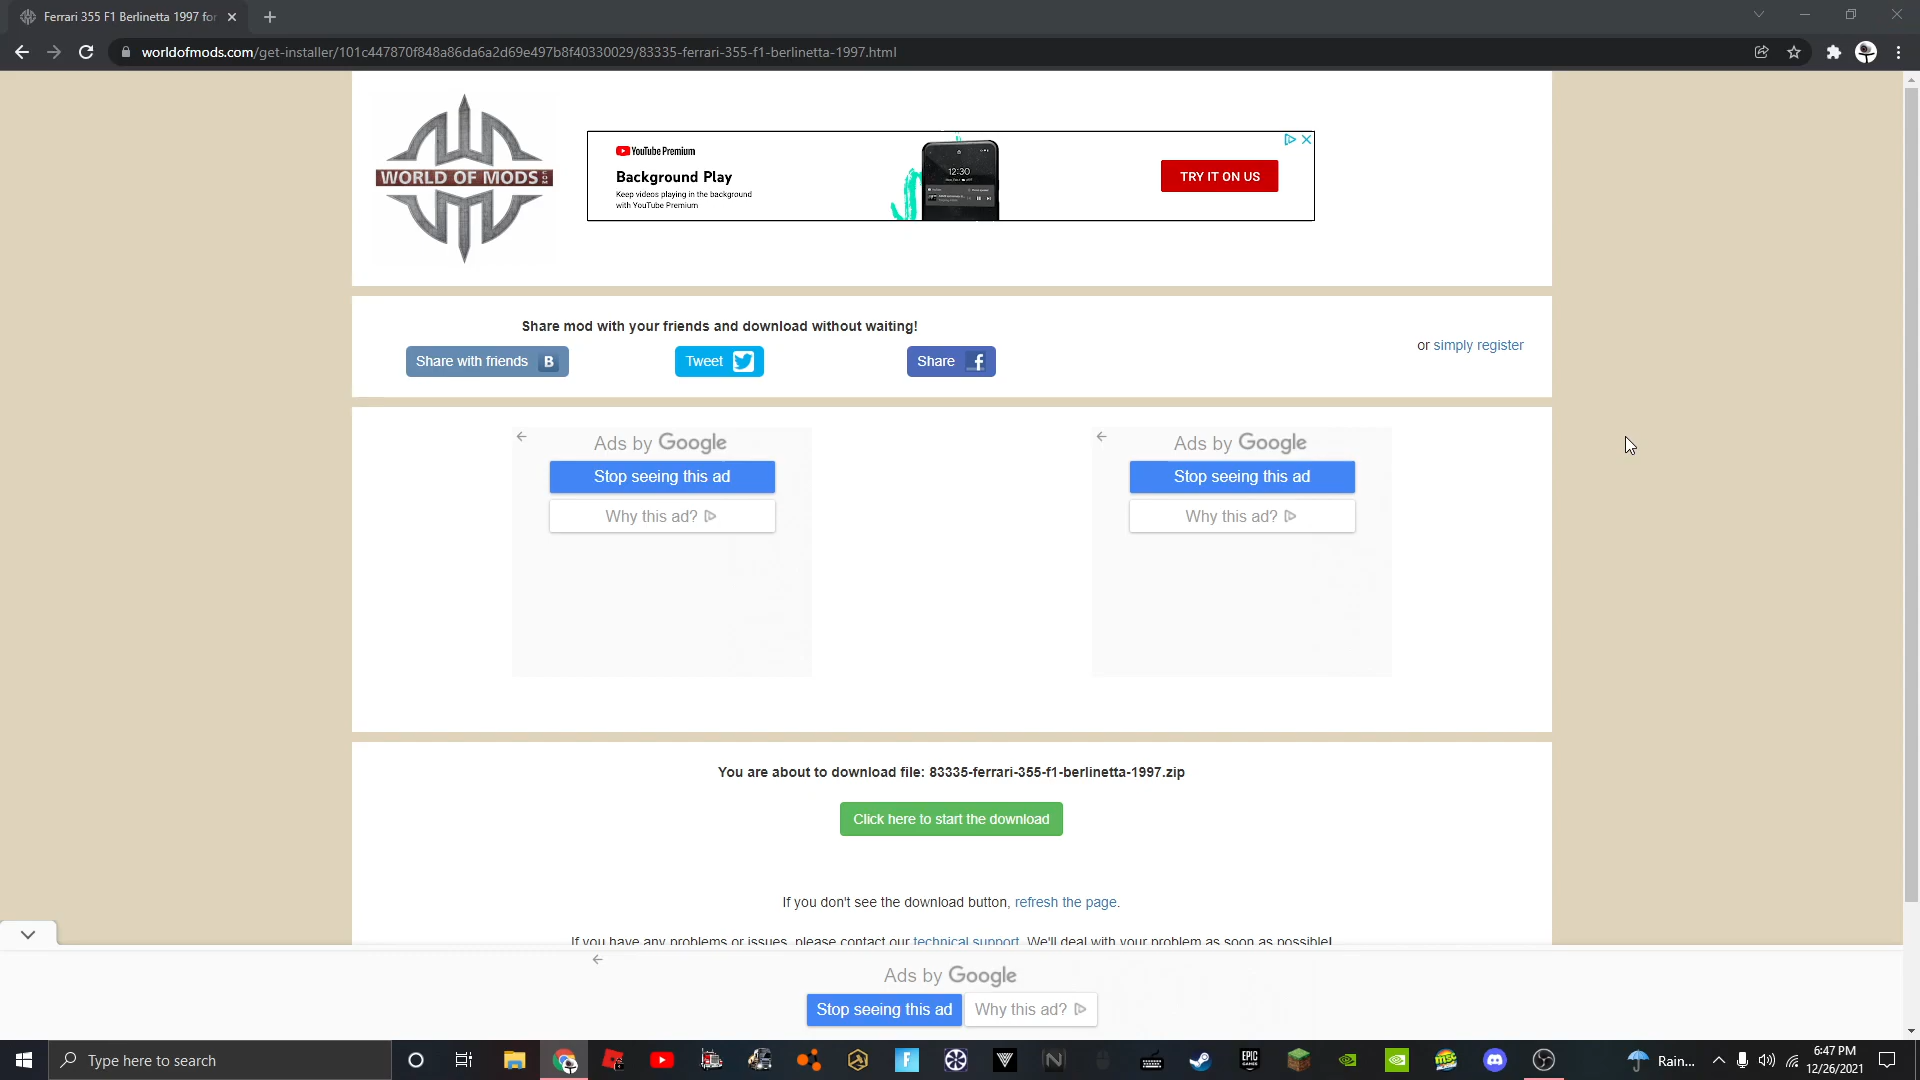 Ferrari 355 F1 Berlinetta 1997 for
worldofmods.com/get-installer/101c447870f848a86da6a2d69e497b8f40330029/83335-ferrari-355-f1-berlinetta-1997.html
WORLD OF MODS.COM
YouTube Premium
Background Play
Keep videos playing in the background
with YouTube Premium
12:30
TRY IT ON US
Share mod with your friends and download without waiting!
Share with friends B
Tweet
Share f
or simply register
Ads by Google
Stop seeing this ad
Why this ad?
Ads by Google
Stop seeing this ad
Why this ad?
You are about to download file: 83335-ferrari-355-f1-berlinetta-1997.zip
Click here to start the download
If you don't see the download button, refresh the page.
If you have any problems or issues, please contact our technical support. We'll deal with your problem as soon as possible!
Ads by Google
Stop seeing this ad
Why this ad?
Type here to search
F
N
EPIC
GAMES
msc
Rain...
6:47 PM
12/26/2021